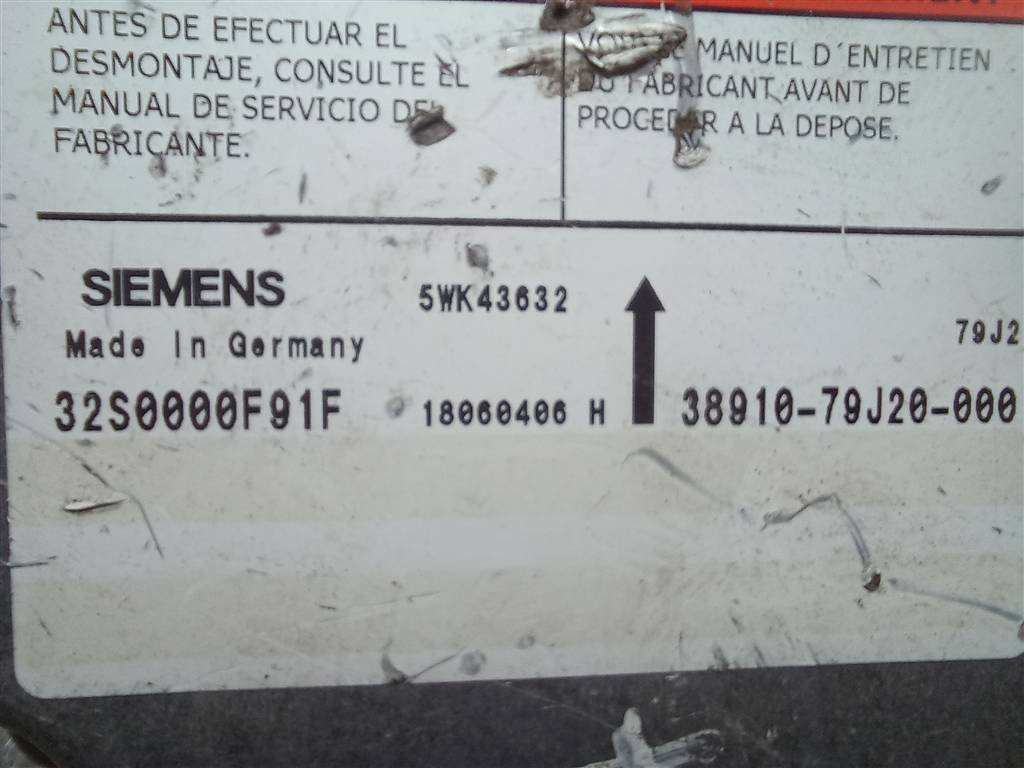 ANTES DE EFECTUAR EL
DESMONTAJE, CONSULTE EL
MANUAL DE SERVICIO DEL
FABRICANTE.
MANUEL D´ENTRETIEN
DU FABRICANT AVANT DE
PROCEDER A LA DEPOSE.
SIEMENS
5WK43632
79J2
Made in Germany
32S0000F91F
18060406 H
38910-79J20-000